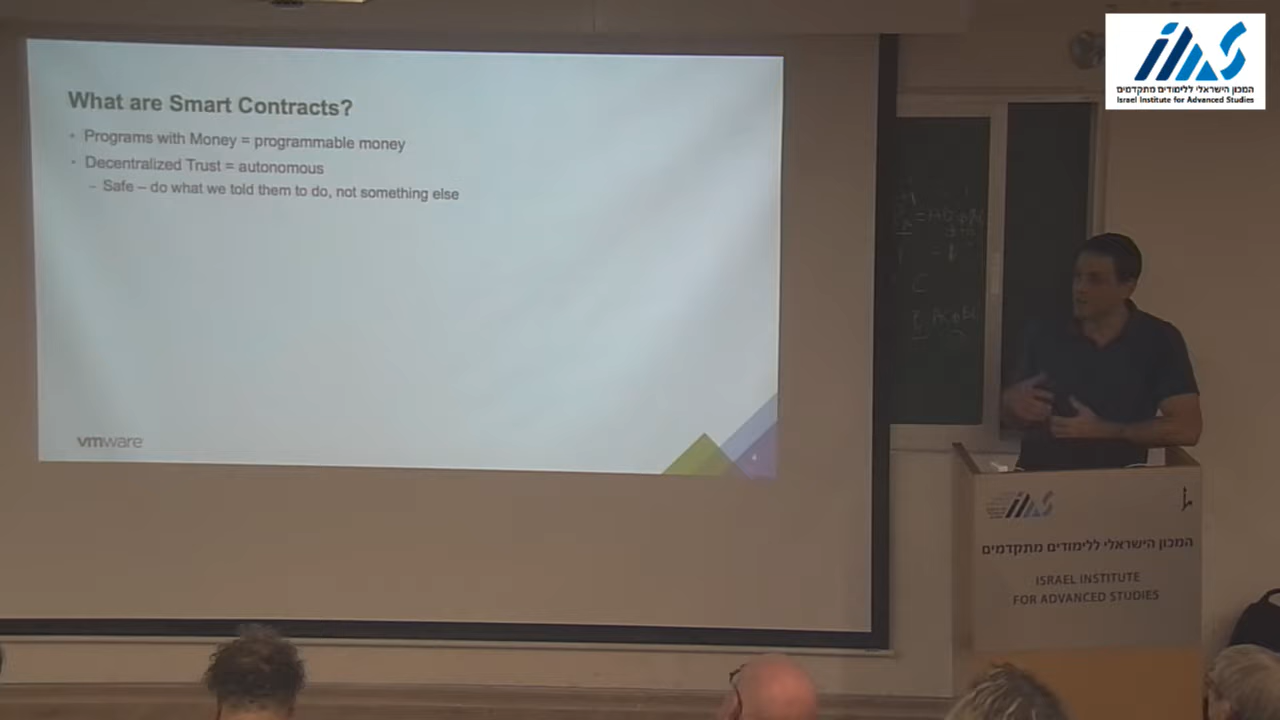 What are Smart Contracts?
• Programs with Money = programmable money
• Decentralized Trust = autonomous
– Safe – do what we told them to do, not something else
vmware
המכון הישראלי ללימודים מתקדמים
Israel Institute for Advanced Studies
המכון הישראלי ללימודים מתקדמים
ISRAEL INSTITUTE
FOR ADVANCED STUDIES